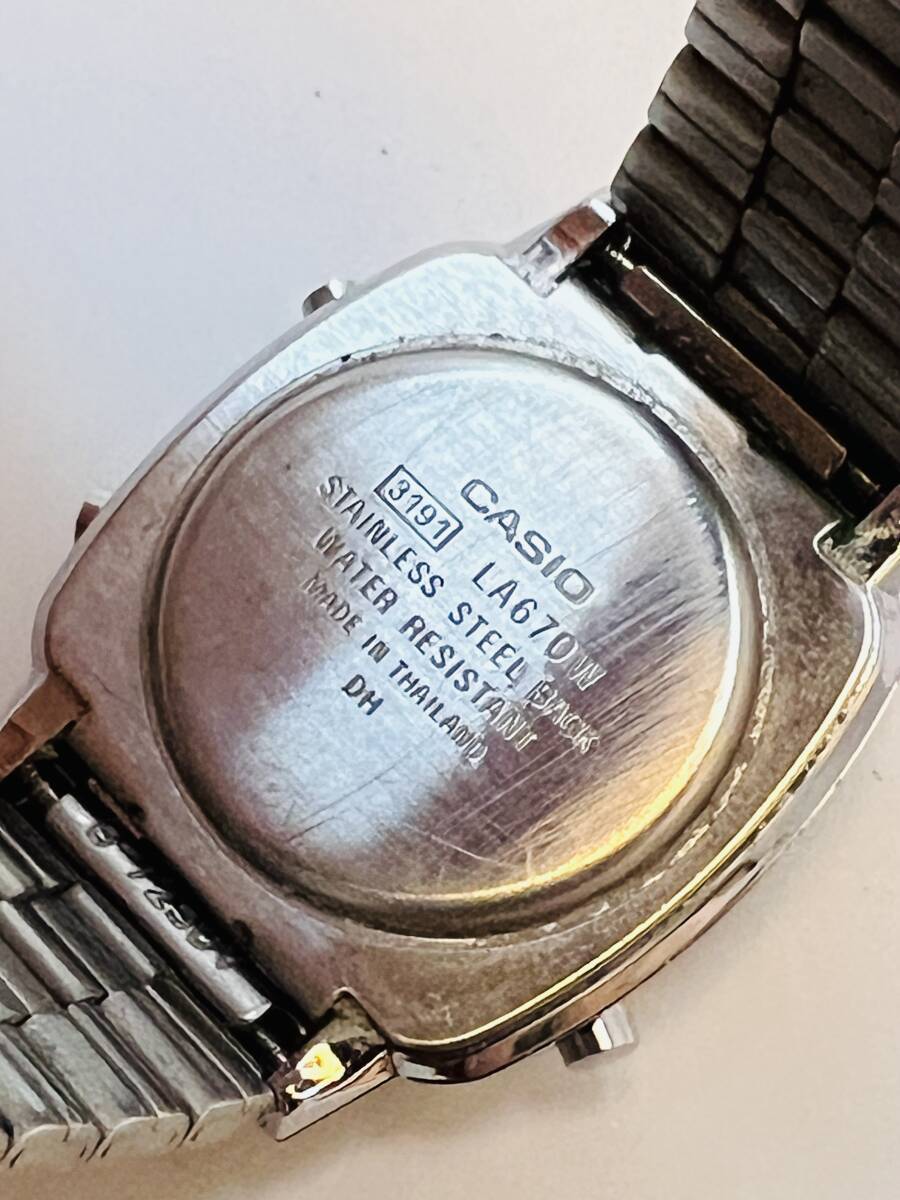 CASIO
3191 LA670W
STAINLESS STEEL BACK
WATER RESISTANT
MADE IN THAILAND
DH